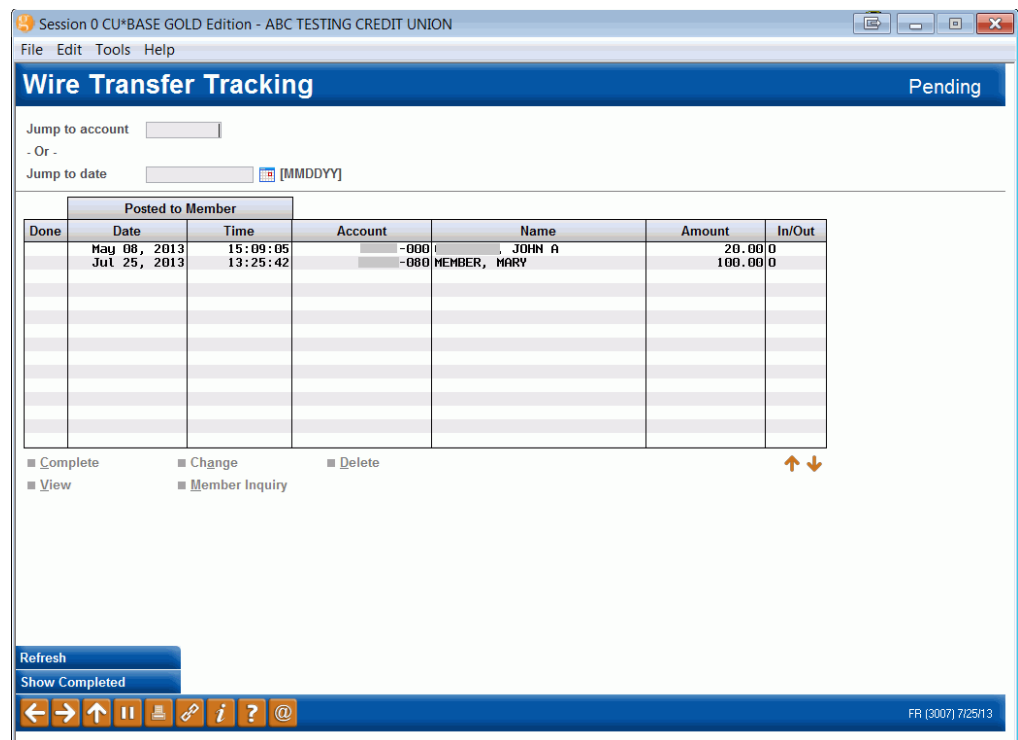 Session 0 CU*BASE GOLD Edition - ABC TESTING CREDIT UNION
File Edit Tools Help
Wire Transfer Tracking Pending
Jump to account
- Or -
Jump to date [MMDDYY]
Posted to Member
Done Date Time Account Name Amount In/Out
May 08, 2013 15:09:05 -000 , JOHN A 20.00 O
Jul 25, 2013 13:25:42 -080 MEMBER, MARY 100.00 O
Complete Change Delete
View Member Inquiry
Refresh
Show Completed
i ? @ FR (3007) 7/25/13